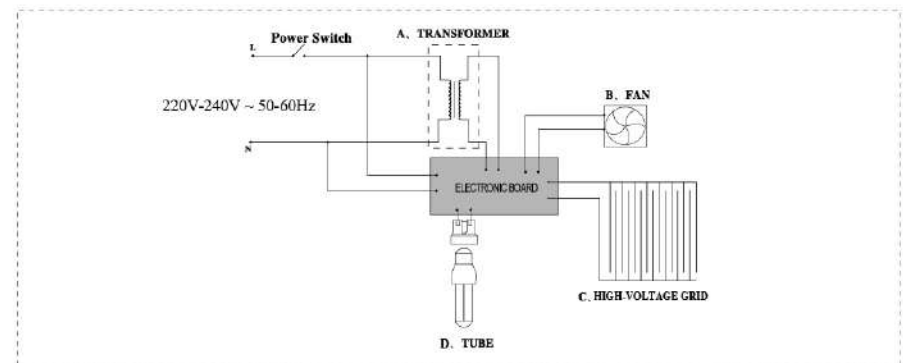 A、TRANSFORMER
Power Switch
L
B、FAN
220V-240V ~ 50-60Hz
N
ELECTRONIC BOARD
C、HIGH-VOLTAGE GRID
D、TUBE